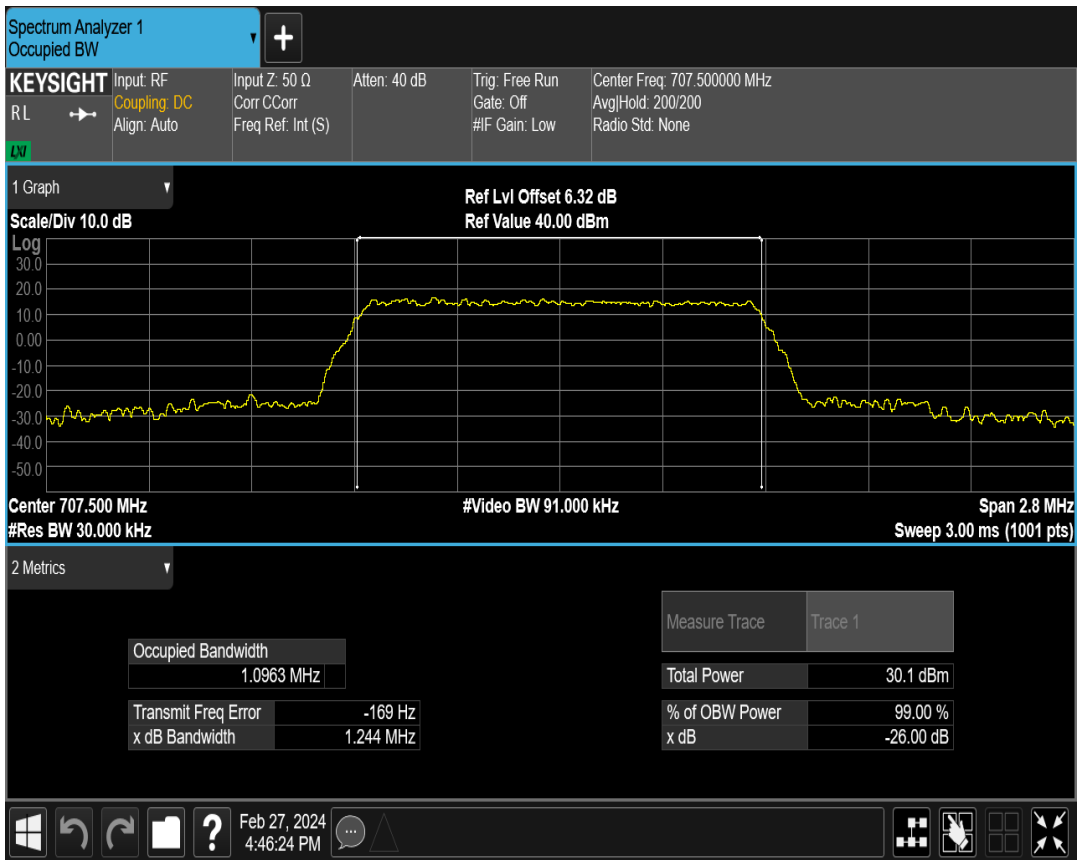 Spectrum Analyzer 1
Occupied BW
KEYSIGHT
R L
LXI
Input: RF
Coupling: DC
Align: Auto
Input Z: 50 Ω
Corr CCorr
Freq Ref: Int (S)
Atten: 40 dB
Trig: Free Run
Gate: Off
#IF Gain: Low
Center Freq: 707.500000 MHz
Avg|Hold: 200/200
Radio Std: None
1 Graph
Scale/Div 10.0 dB
Ref Lvl Offset 6.32 dB
Ref Value 40.00 dBm
Log
30.0
20.0
10.0
0.00
-10.0
-20.0
-30.0
-40.0
-50.0
Center 707.500 MHz
#Res BW 30.000 kHz
#Video BW 91.000 kHz
Span 2.8 MHz
Sweep 3.00 ms (1001 pts)
2 Metrics
Occupied Bandwidth
1.0963 MHz
Transmit Freq Error -169 Hz
x dB Bandwidth 1.244 MHz
Measure Trace Trace 1
Total Power 30.1 dBm
% of OBW Power 99.00 %
x dB -26.00 dB
?
Feb 27, 2024
4:46:24 PM